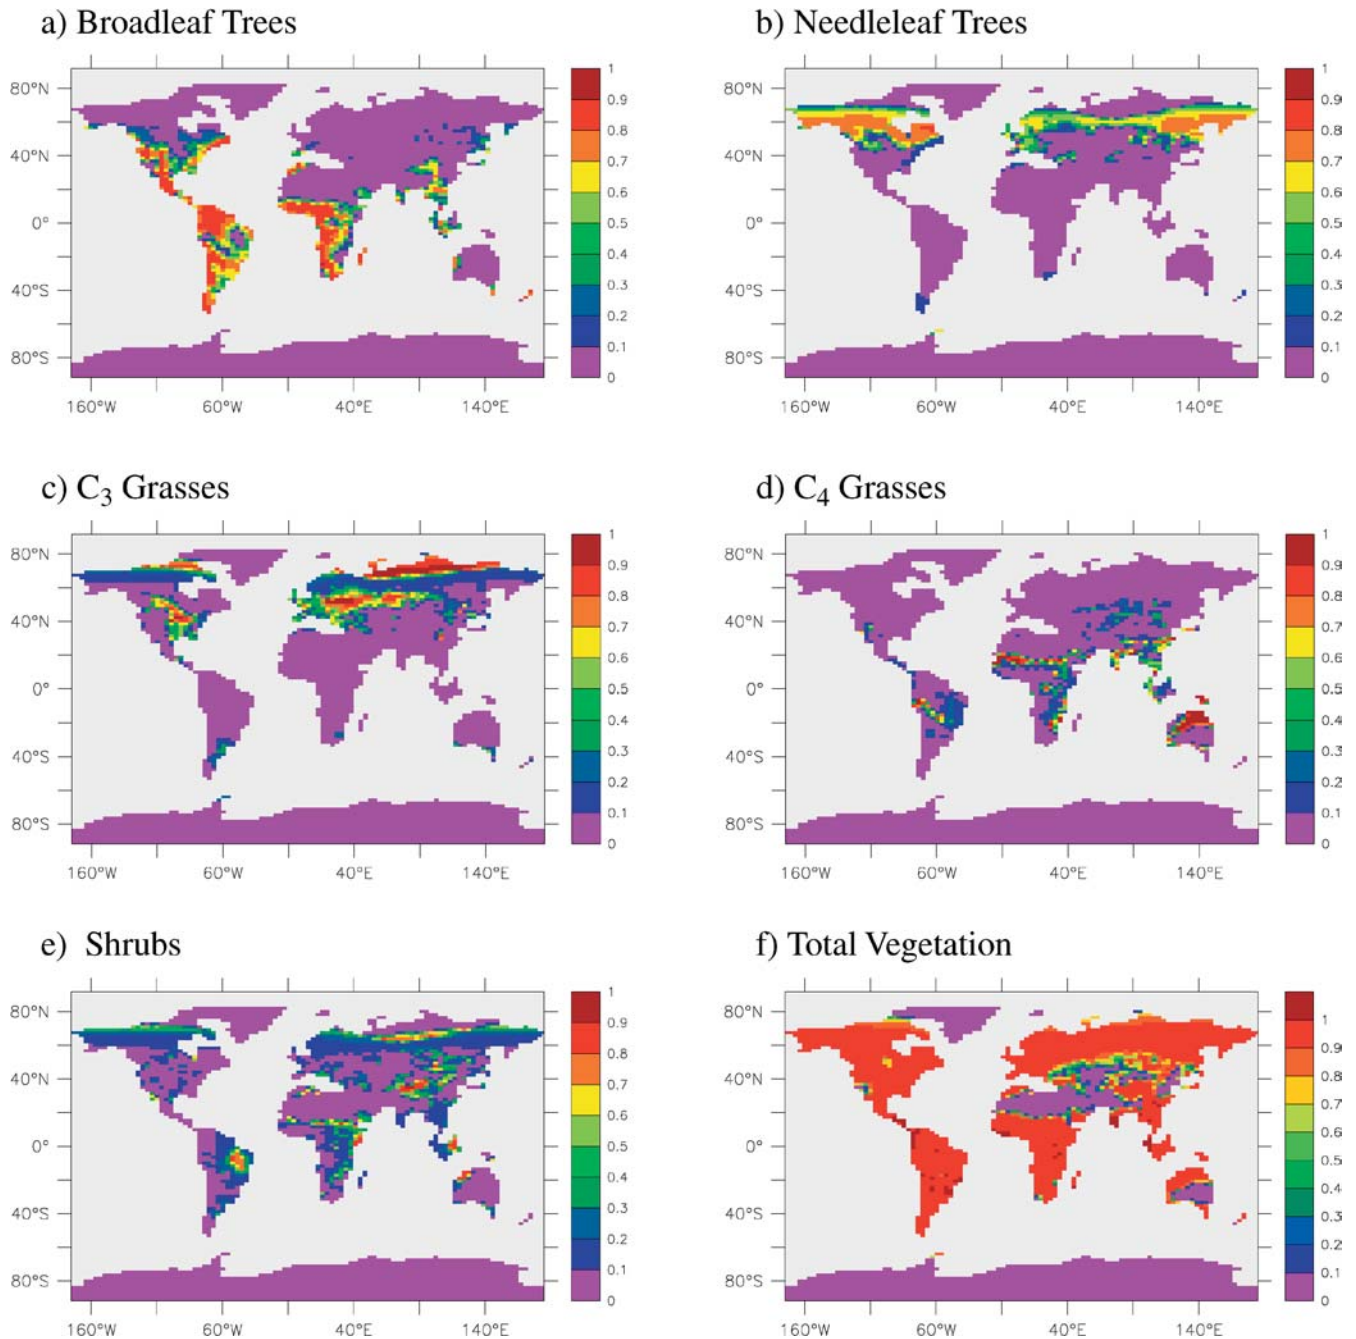 a) Broadleaf Trees
80°N
40°N
0°
40°S
80°S
160°W 60°W 40°E 140°E
1
0.9
0.8
0.7
0.6
0.5
0.4
0.3
0.2
0.1
0
b) Needleleaf Trees
80°N
40°N
0°
40°S
80°S
160°W 60°W 40°E 140°E
1
0.9
0.8
0.7
0.6
0.5
0.4
0.3
0.2
0.1
0
c) C₃ Grasses
80°N
40°N
0°
40°S
80°S
160°W 60°W 40°E 140°E
1
0.9
0.8
0.7
0.6
0.5
0.4
0.3
0.2
0.1
0
d) C₄ Grasses
80°N
40°N
0°
40°S
80°S
160°W 60°W 40°E 140°E
1
0.9
0.8
0.7
0.6
0.5
0.4
0.3
0.2
0.1
0
e) Shrubs
80°N
40°N
0°
40°S
80°S
160°W 60°W 40°E 140°E
1
0.9
0.8
0.7
0.6
0.5
0.4
0.3
0.2
0.1
0
f) Total Vegetation
80°N
40°N
0°
40°S
80°S
160°W 60°W 40°E 140°E
1
0.9
0.8
0.7
0.6
0.5
0.4
0.3
0.2
0.1